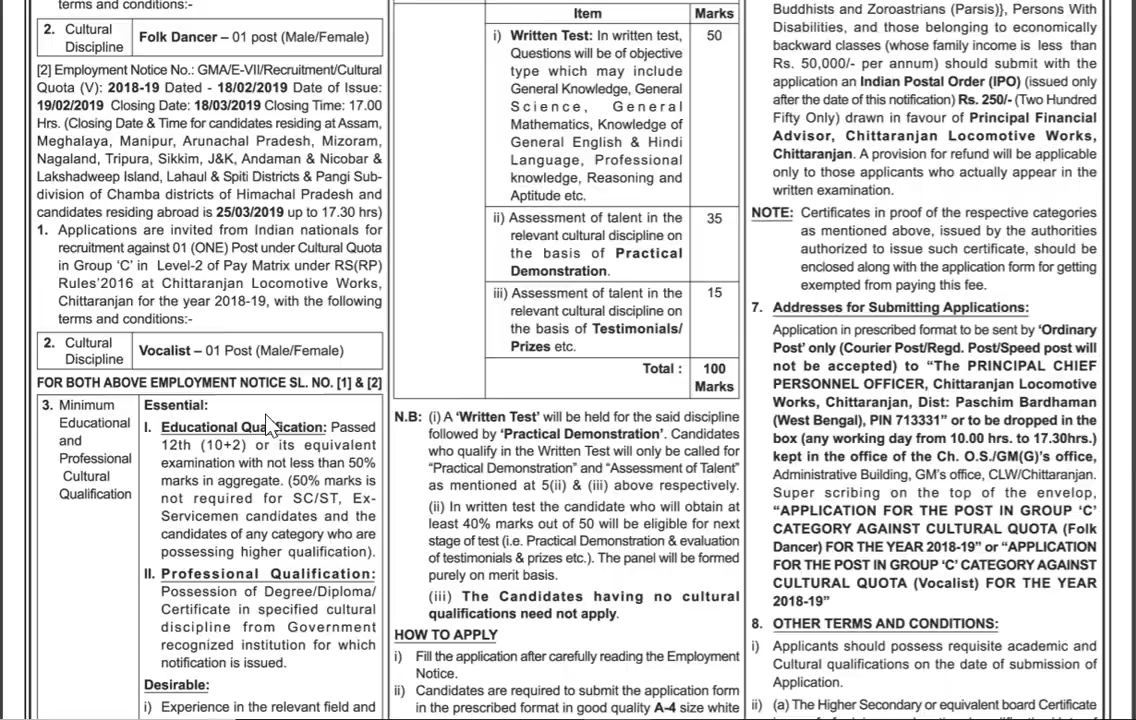 terms and conditions:-
2. Cultural Discipline
Folk Dancer – 01 post (Male/Female)
[2] Employment Notice No.: GMA/E-VII/Recruitment/Cultural
Quota (V): 2018-19 Dated - 18/02/2019 Date of Issue:
19/02/2019 Closing Date: 18/03/2019 Closing Time: 17.00
Hrs. (Closing Date & Time for candidates residing at Assam,
Meghalaya, Manipur, Arunachal Pradesh, Mizoram,
Nagaland, Tripura, Sikkim, J&K, Andaman & Nicobar &
Lakshadweep Island, Lahaul & Spiti Districts & Pangi Sub-
division of Chamba districts of Himachal Pradesh and
candidates residing abroad is 25/03/2019 up to 17.30 hrs)
1. Applications are invited from Indian nationals for
recruitment against 01 (ONE) Post under Cultural Quota
in Group ‘C’ in Level-2 of Pay Matrix under RS(RP)
Rules’2016 at Chittaranjan Locomotive Works,
Chittaranjan for the year 2018-19, with the following
terms and conditions:-
2. Cultural Discipline
Vocalist – 01 Post (Male/Female)
FOR BOTH ABOVE EMPLOYMENT NOTICE SL. NO. [1] & [2]
3. Minimum
Educational
and
Professional
Cultural
Qualification
Essential:
I. Educational Qualification: Passed
12th (10+2) or its equivalent
examination with not less than 50%
marks in aggregate. (50% marks is
not required for SC/ST, Ex-
Servicemen candidates and the
candidates of any category who are
possessing higher qualification).
II. Professional Qualification:
Possession of Degree/Diploma/
Certificate in specified cultural
discipline from Government
recognized institution for which
notification is issued.
Desirable:
i) Experience in the relevant field and
Item Marks
i) Written Test: In written test, 50
Questions will be of objective
type which may include
General Knowledge, General
Science, General
Mathematics, Knowledge of
General English & Hindi
Language, Professional
knowledge, Reasoning and
Aptitude etc.
ii) Assessment of talent in the 35
relevant cultural discipline on
the basis of Practical
Demonstration.
iii) Assessment of talent in the 15
relevant cultural discipline on
the basis of Testimonials/
Prizes etc.
Total : 100
Marks
N.B: (i) A ‘Written Test’ will be held for the said discipline
followed by ‘Practical Demonstration’. Candidates
who qualify in the Written Test will only be called for
“Practical Demonstration” and “Assessment of Talent”
as mentioned at 5(ii) & (iii) above respectively.
(ii) In written test the candidate who will obtain at
least 40% marks out of 50 will be eligible for next
stage of test (i.e. Practical Demonstration & evaluation
of testimonials & prizes etc.). The panel will be formed
purely on merit basis.
(iii) The Candidates having no cultural
qualifications need not apply.
HOW TO APPLY
i) Fill the application after carefully reading the Employment
Notice.
ii) Candidates are required to submit the application form
in the prescribed format in good quality A-4 size white
Buddhists and Zoroastrians (Parsis)}, Persons With
Disabilities, and those belonging to economically
backward classes (whose family income is less than
Rs. 50,000/- per annum) should submit with the
application an Indian Postal Order (IPO) (issued only
after the date of this notification) Rs. 250/- (Two Hundred
Fifty Only) drawn in favour of Principal Financial
Advisor, Chittaranjan Locomotive Works,
Chittaranjan. A provision for refund will be applicable
only to those applicants who actually appear in the
written examination.
NOTE: Certificates in proof of the respective categories
as mentioned above, issued by the authorities
authorized to issue such certificate, should be
enclosed along with the application form for getting
exempted from paying this fee.
7. Addresses for Submitting Applications:
Application in prescribed format to be sent by ‘Ordinary
Post’ only (Courier Post/Regd. Post/Speed post will
not be accepted) to “The PRINCIPAL CHIEF
PERSONNEL OFFICER, Chittaranjan Locomotive
Works, Chittaranjan, Dist: Paschim Bardhaman
(West Bengal), PIN 713331” or to be dropped in the
box (any working day from 10.00 hrs. to 17.30hrs.)
kept in the office of the Ch. O.S./GM(G)’s office,
Administrative Building, GM’s office, CLW/Chittaranjan.
Super scribing on the top of the envelop,
“APPLICATION FOR THE POST IN GROUP ‘C’
CATEGORY AGAINST CULTURAL QUOTA (Folk
Dancer) FOR THE YEAR 2018-19” or “APPLICATION
FOR THE POST IN GROUP ‘C’ CATEGORY AGAINST
CULTURAL QUOTA (Vocalist) FOR THE YEAR
2018-19”
8. OTHER TERMS AND CONDITIONS:
i) Applicants should possess requisite academic and
Cultural qualifications on the date of submission of
Application.
ii) (a) The Higher Secondary or equivalent board Certificate